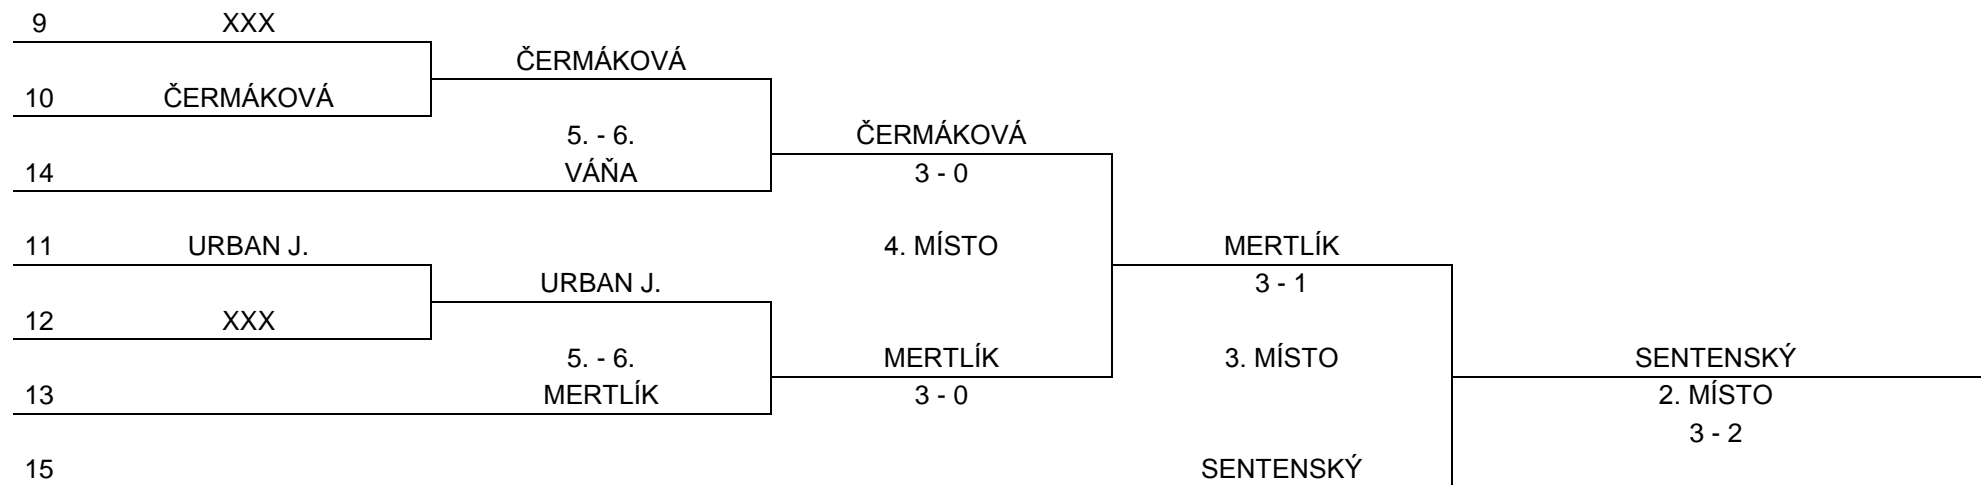 9 XXX
ČERMÁKOVÁ
10 ČERMÁKOVÁ
5. - 6. ČERMÁKOVÁ
14 VÁŇA 3 - 0
11 URBAN J. 4. MÍSTO MERTLÍK
URBAN J. 3 - 1
12 XXX
5. - 6. MERTLÍK 3. MÍSTO SENTENSKÝ
13 MERTLÍK 3 - 0 2. MÍSTO
3 - 2
15 SENTENSKÝ